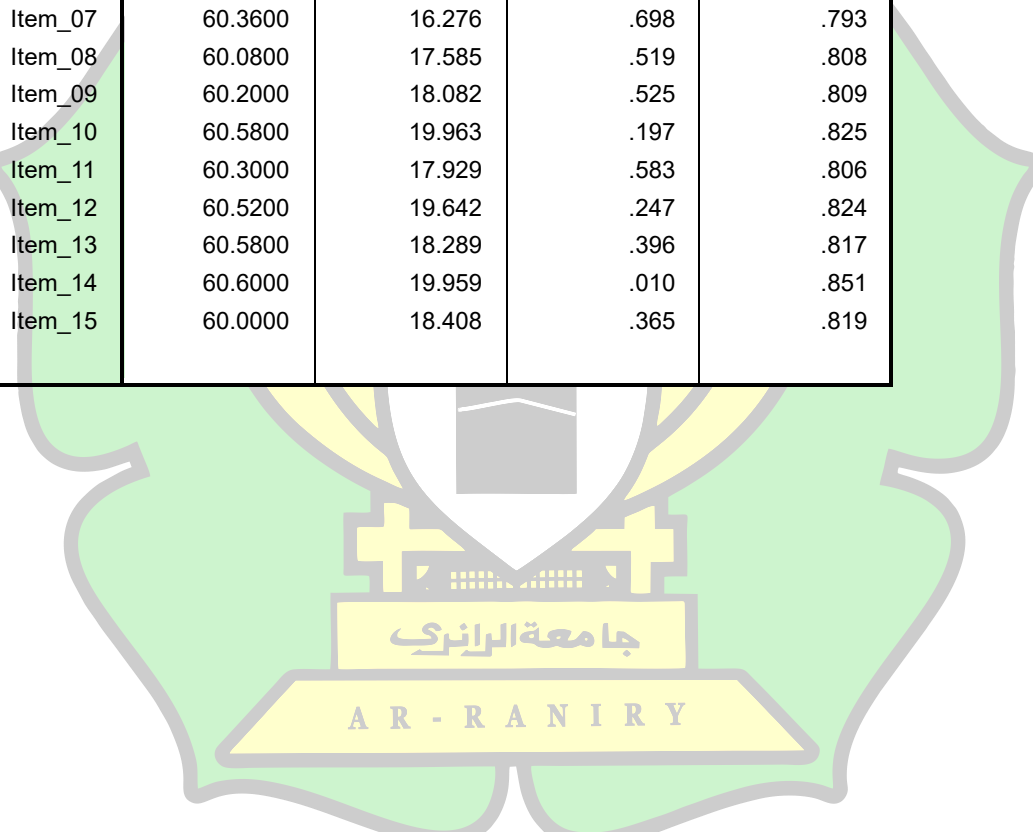 Item_07 60.3600 16.276 .698 .793
Item_08 60.0800 17.585 .519 .808
Item_09 60.2000 18.082 .525 .809
Item_10 60.5800 19.963 .197 .825
Item_11 60.3000 17.929 .583 .806
Item_12 60.5200 19.642 .247 .824
Item_13 60.5800 18.289 .396 .817
Item_14 60.6000 19.959 .010 .851
Item_15 60.0000 18.408 .365 .819
جامعة الرانري
AR-RANIRY